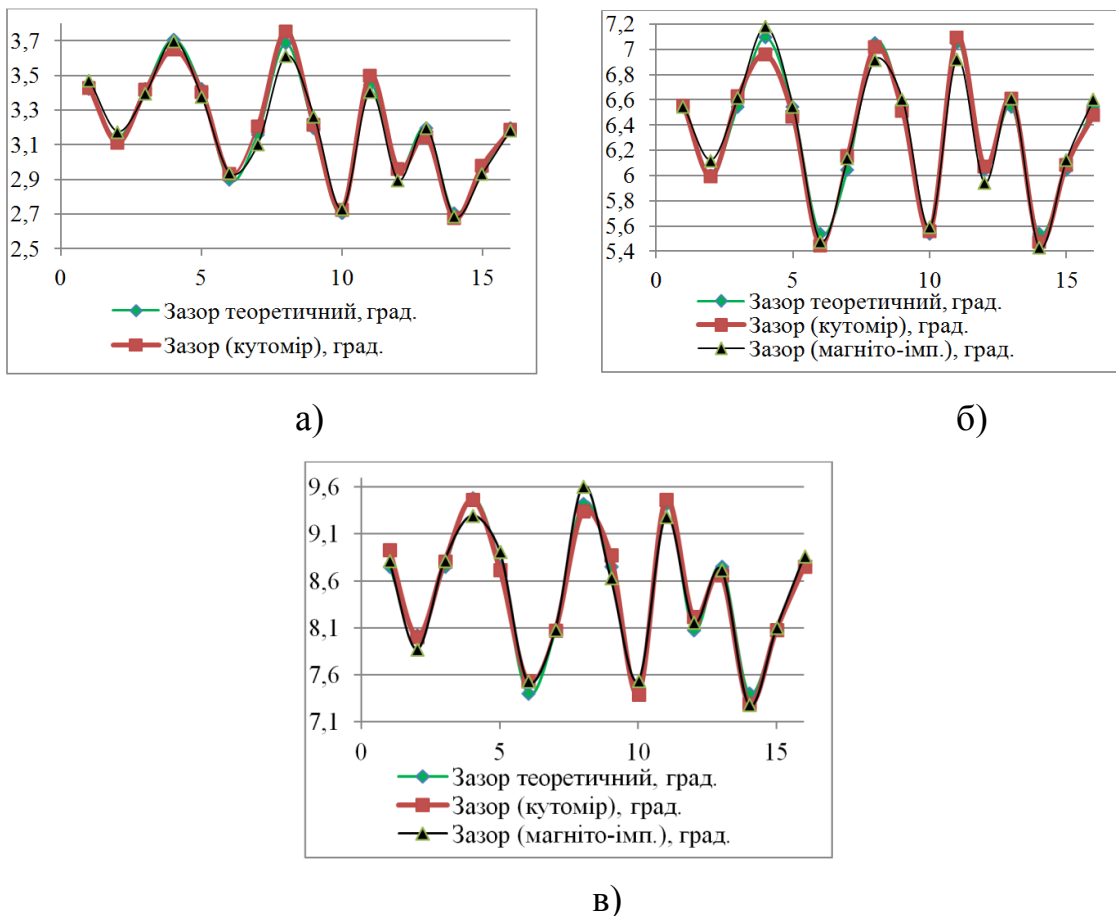 3,7
3,5
3,3
3,1
2,9
2,7
2,5
0 5 10 15
Зазор теоретичний, град.
Зазор (кутомір), град.
а)
7,2
7
6,8
6,6
6,4
6,2
6
5,8
5,6
5,4
0 5 10 15
Зазор теоретичний, град.
Зазор (кутомір), град.
Зазор (магніто-імп.), град.
б)
9,6
9,1
8,6
8,1
7,6
7,1
0 5 10 15
Зазор теоретичний, град.
Зазор (кутомір), град.
Зазор (магніто-імп.), град.
в)